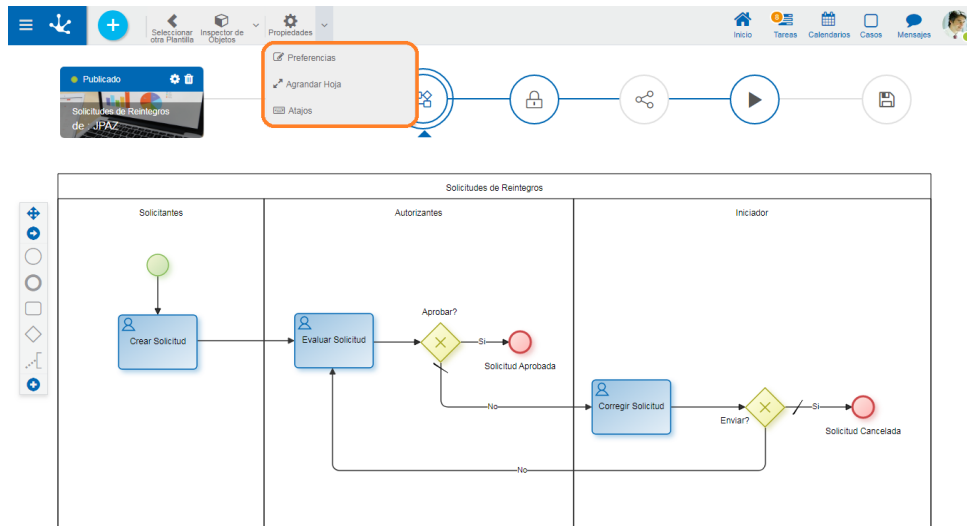 Seleccionar
otra Plantilla
Inspector de
Objetos
Propiedades
Inicio
8
Tareas
Calendarios
Casos
Mensajes
Preferencias
Agrandar Hoja
Atajos
Publicado
Solicitudes de Reintegros
de : JPAZ
Solicitudes de Reintegros
Solicitantes
Autorizantes
Iniciador
Crear Solicitud
Evaluar Solicitud
Aprobar?
Si
Solicitud Aprobada
No
Corregir Solicitud
Enviar?
Si
Solicitud Cancelada
No